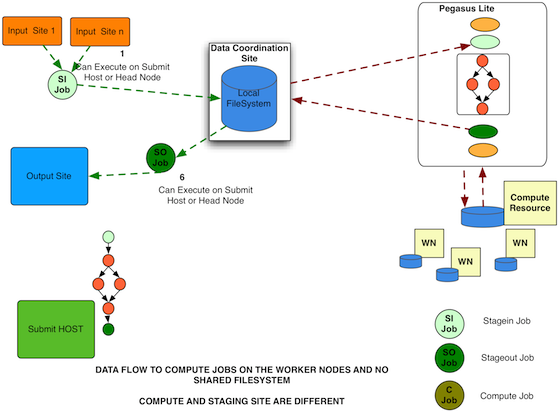 Input Site 1
Input Site n
1
Can Execute on Submit
Host or Head Node
SI
Job
Data Coordination
Site
Local
FileSystem
Pegasus Lite
SO
Job
6
Can Execute on Submit
Host or Head Node
Output Site
Compute
Resource
WN
WN
WN
Submit HOST
SI
Job
Stagein Job
SO
Job
Stageout Job
C
Job
Compute Job
DATA FLOW TO COMPUTE JOBS ON THE WORKER NODES AND NO
SHARED FILESYSTEM
COMPUTE AND STAGING SITE ARE DIFFERENT